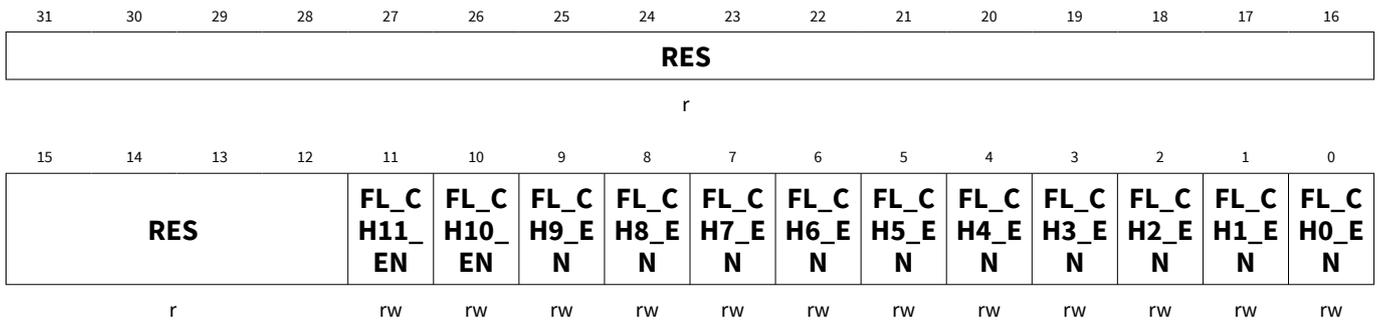 31 30 29 28 27 26 25 24 23 22 21 20 19 18 17 16
RES
r
15 14 13 12 11 10 9 8 7 6 5 4 3 2 1 0
RES
FL_C
H11_
EN
FL_C
H10_
EN
FL_C
H9_E
N
FL_C
H8_E
N
FL_C
H7_E
N
FL_C
H6_E
N
FL_C
H5_E
N
FL_C
H4_E
N
FL_C
H3_E
N
FL_C
H2_E
N
FL_C
H1_E
N
FL_C
H0_E
N
r rw rw rw rw rw rw rw rw rw rw rw rw